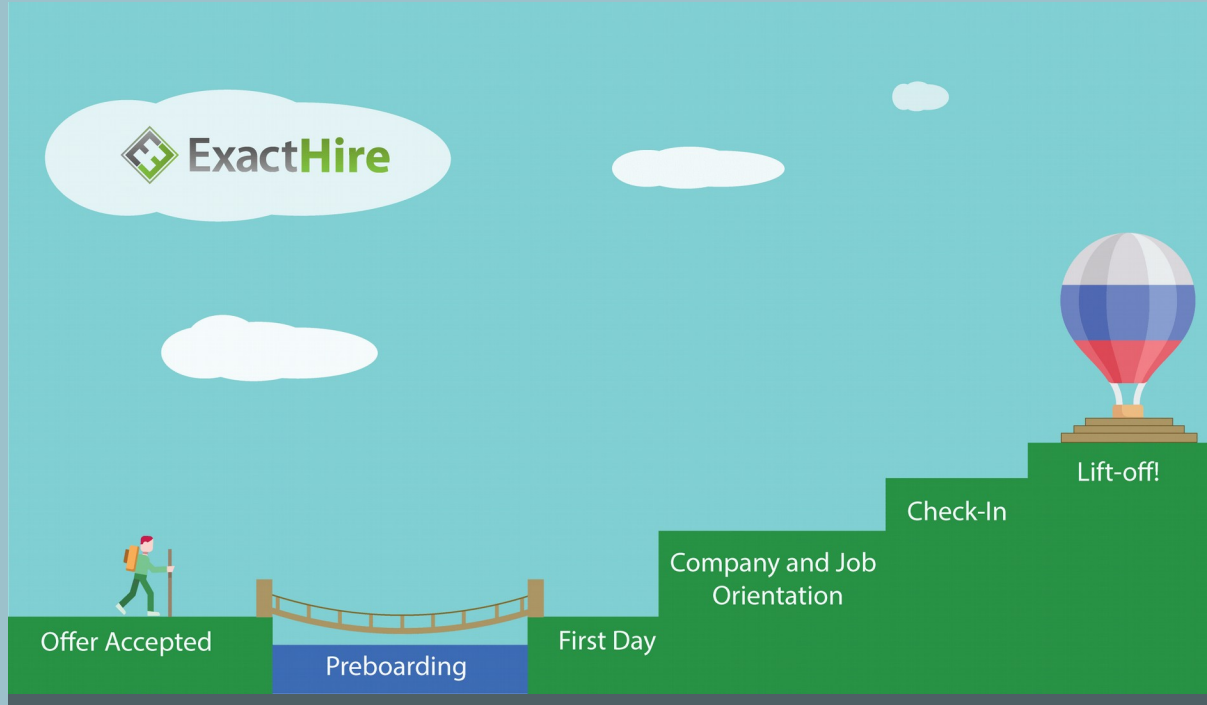 ExactHire
Lift-off!
Check-In
Company and Job
Orientation
Offer Accepted
First Day
Preboarding